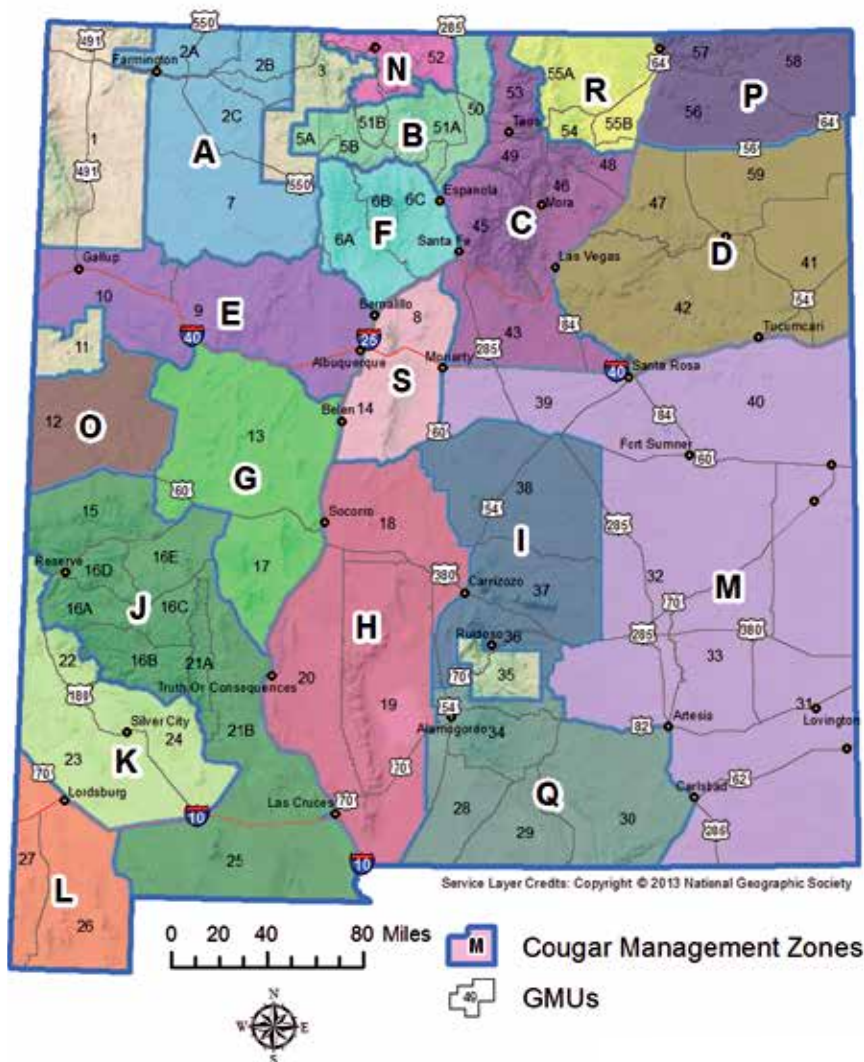 550
285
491
2A
Farmington
2B
3
N
52
64
57
58
55A
R
53
P
2C
50
51B
51A
B
5A
5B
Taos
54
55B
56
64
1
A
49
48
56
491
550
59
7
6B
6C
Espanola
46
Mora
47
6A
F
45
C
D
Santa Fe
Las Vegas
41
Gallup
54
10
9
E
Bernalillo
8
42
40
25
43
84
Tucumcari
11
Albuquerque
285
Moriarty
40
Santa Rosa
S
12
O
Belen
14
39
40
13
60
84
Fort Sumner
60
G
38
60
15
Socorro
18
54
I
285
16E
Reserve
16D
17
380
37
32
M
16A
J
16C
Carrizozo
70
H
22
16B
21A
Ruidoso
36
285
380
33
20
70
35
180
Truth Or Consequences
19
54
31
Silver City
24
21B
Alamogordo
34
82
Artesia
Lovington
23
K
70
62
70
Q
Carlsbad
Lordsburg
Las Cruces
70
28
30
10
285
27
25
10
29
L
26
Service Layer Credits: Copyright © 2013 National Geographic Society
0 20 40 80 Miles
M
Cougar Management Zones
49
GMUs
N
W E
S